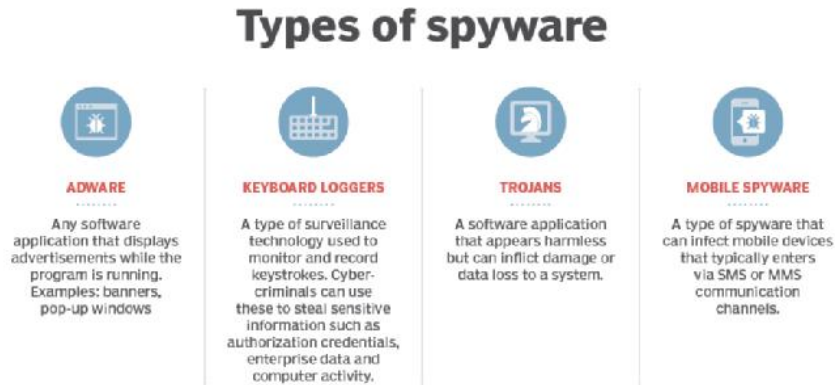 Types of spyware
ADWARE
Any software
application that displays
advertisements while the
program is running.
Examples: banners,
pop-up windows
KEYBOARD LOGGERS
A type of surveillance
technology used to
monitor and record
keystrokes. Cyber-
criminals can use
these to steal sensitive
information such as
authorization credentials,
enterprise data and
computer activity.
TROJANS
A software application
that appears harmless
but can inflict damage or
data loss to a system.
MOBILE SPYWARE
A type of spyware that
can infect mobile devices
that typically enters
via SMS or MMS
communication
channels.